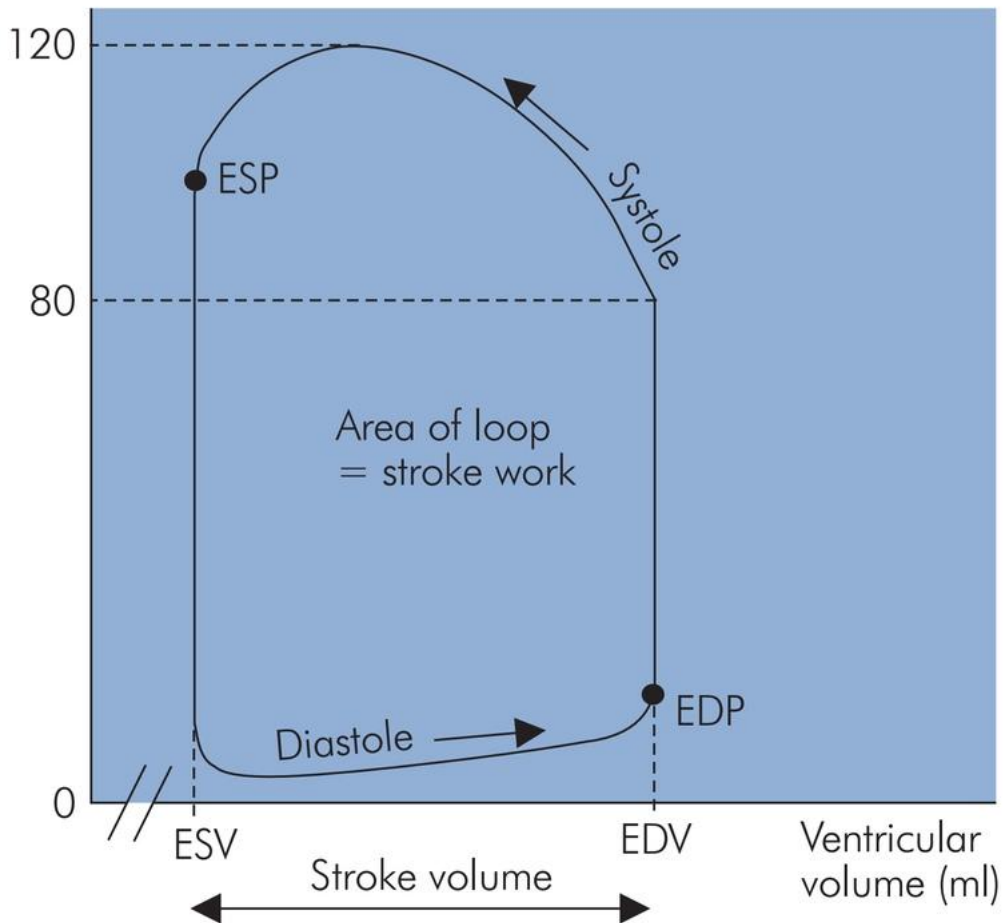 120
ESP
Systole
80
Area of loop
= stroke work
EDP
Diastole
0
ESV
EDV
Ventricular
volume (ml)
Stroke volume